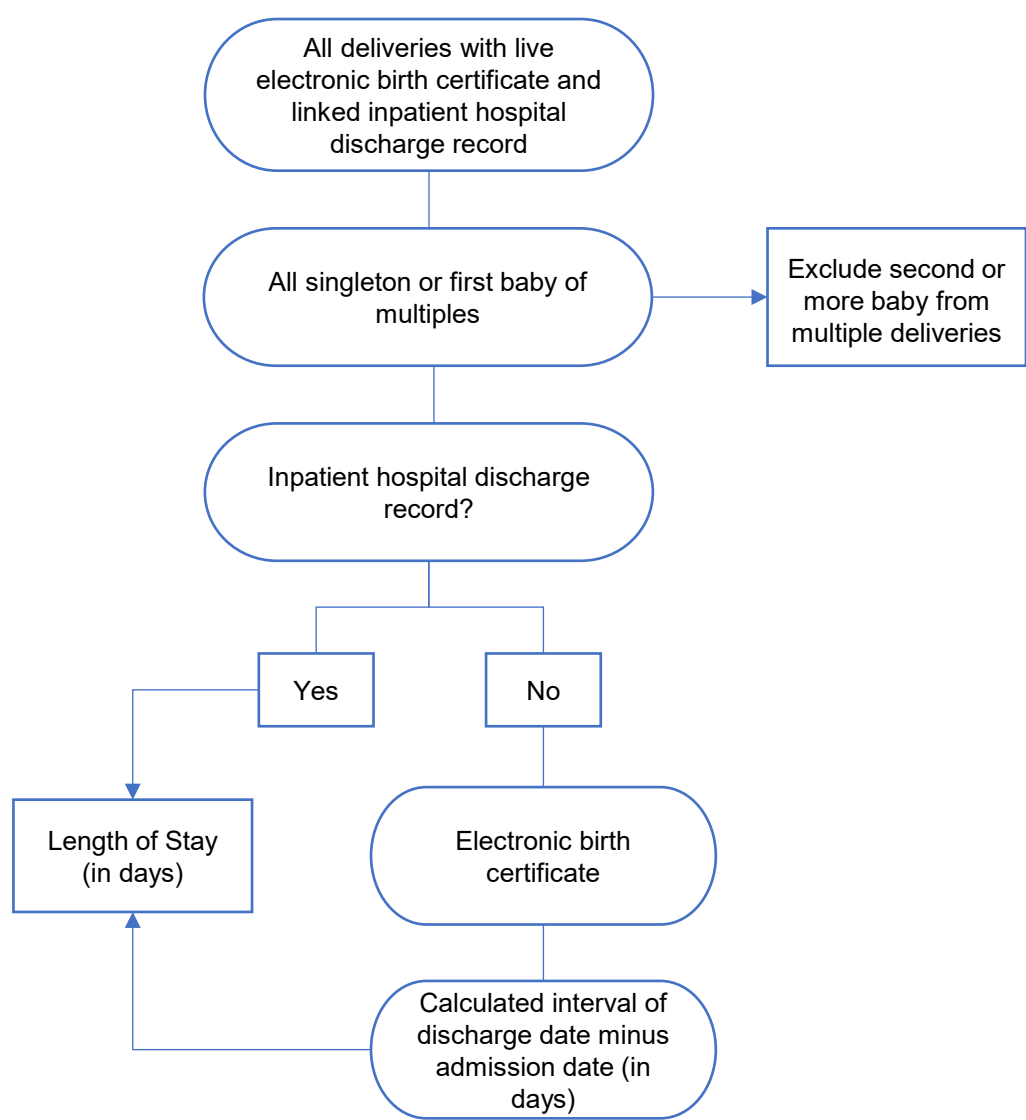 All deliveries with live
electronic birth certificate and
linked inpatient hospital
discharge record
All singleton or first baby of
multiples
Exclude second or
more baby from
multiple deliveries
Inpatient hospital discharge
record?
Yes
No
Length of Stay
(in days)
Electronic birth
certificate
Calculated interval of
discharge date minus
admission date (in
days)